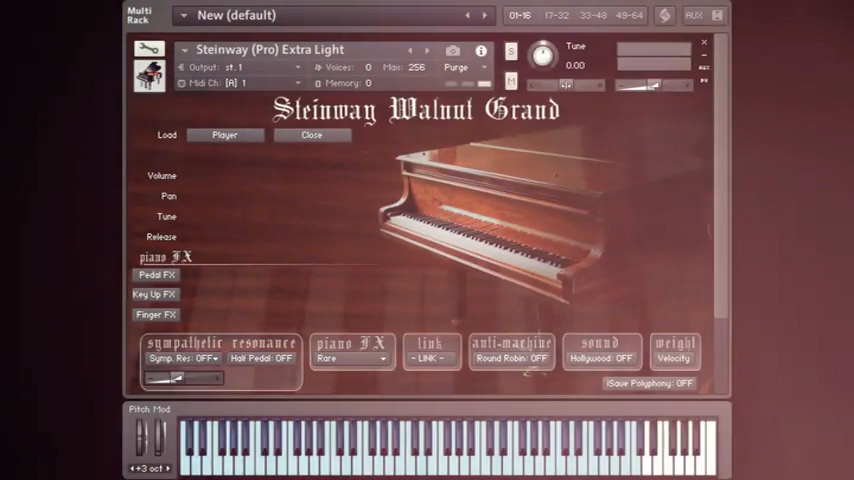 Multi Rack
New (default)
01-16 17-32 33-48 49-64
AUX
Steinway (Pro) Extra Light
Output: st. 1 Voices: 0 Max: 256 Purge
Midi Ch: [A] 1 Memory: 0
S
M
Tune
0.00
AUX
PV
Steinway Walnut Grand
Load Player Close
Volume
Pan
Tune
Release
piano FX
Pedal FX
Key Up FX
Finger FX
sympathetic resonance
Symp. Res: OFF Half Pedal: OFF
piano FX
Rare
link
- LINK -
anti-machine
Round Robin: OFF
sound
Hollywood: OFF
weight
Velocity
iSave Polyphony: OFF
Pitch Mod
+3 oct